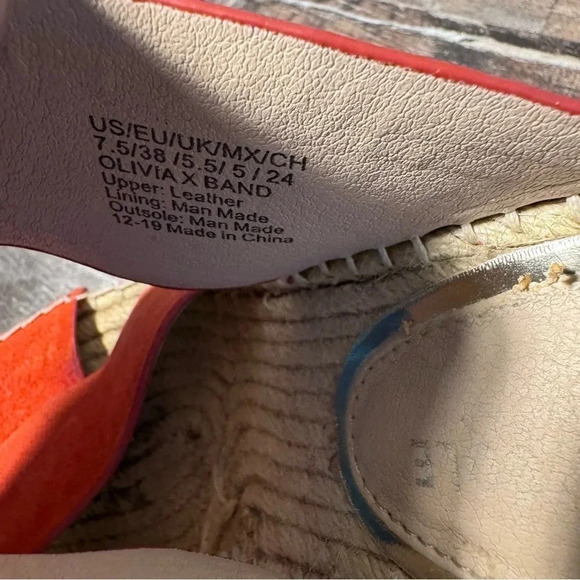 US/EU/UK/MX/CH
7.5/38 /5.5/ 5 / 24
OLIVIA X BAND
Upper: Leather
Lining: Man Made
Outsole: Man Made
12-19 Made in China